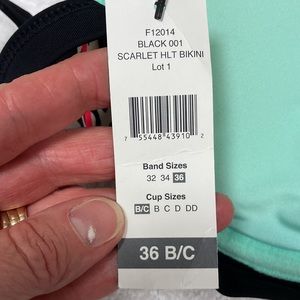 F12014
BLACK 001
SCARLET HLT BIKINI
Lot 1
7 55448 43910 2
Band Sizes
32 34 36
Cup Sizes
B/C B C D DD
36 B/C